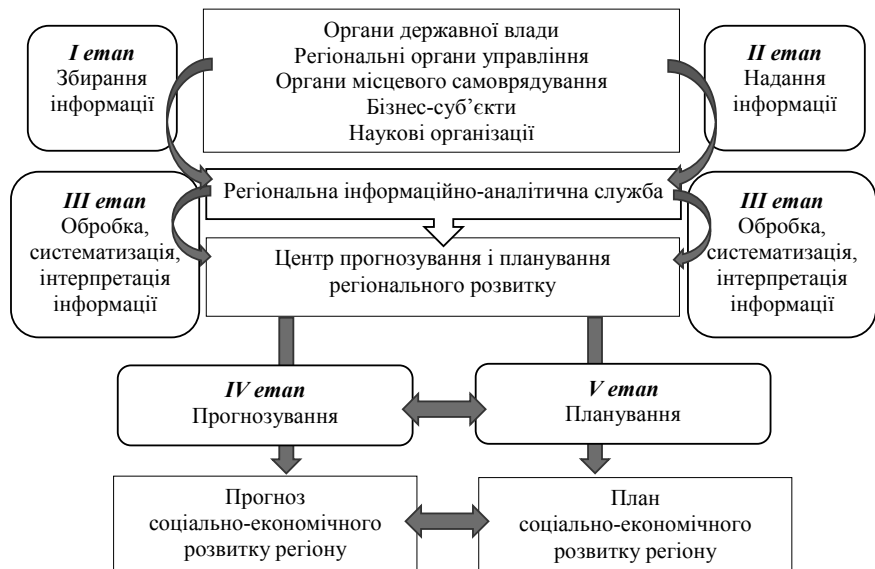 I етап
Збирання
інформації
Органи державної влади
Регіональні органи управління
Органи місцевого самоврядування
Бізнес-суб’єкти
Наукові організації
II етап
Надання
інформації
III етап
Обробка,
систематизація,
інтерпретація
інформації
Регіональна інформаційно-аналітична служба
Центр прогнозування і планування
регіонального розвитку
III етап
Обробка,
систематизація,
інтерпретація
інформації
IV етап
Прогнозування
V етап
Планування
Прогноз
соціально-економічного
розвитку регіону
План
соціально-економічного
розвитку регіону